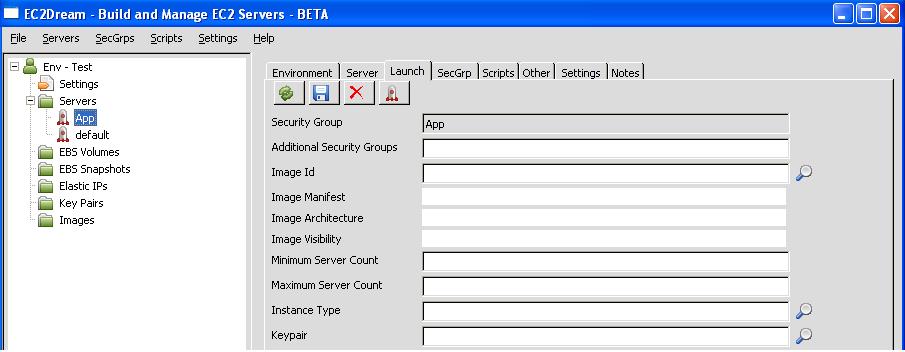 EC2Dream - Build and Manage EC2 Servers - BETA
File Servers SecGrps Scripts Settings Help
Env - Test
Settings
Servers
App
default
EBS Volumes
EBS Snapshots
Elastic IPs
Key Pairs
Images
Environment Server Launch SecGrp Scripts Other Settings Notes
Security Group App
Additional Security Groups
Image Id
Image Manifest
Image Architecture
Image Visibility
Minimum Server Count
Maximum Server Count
Instance Type
Keypair